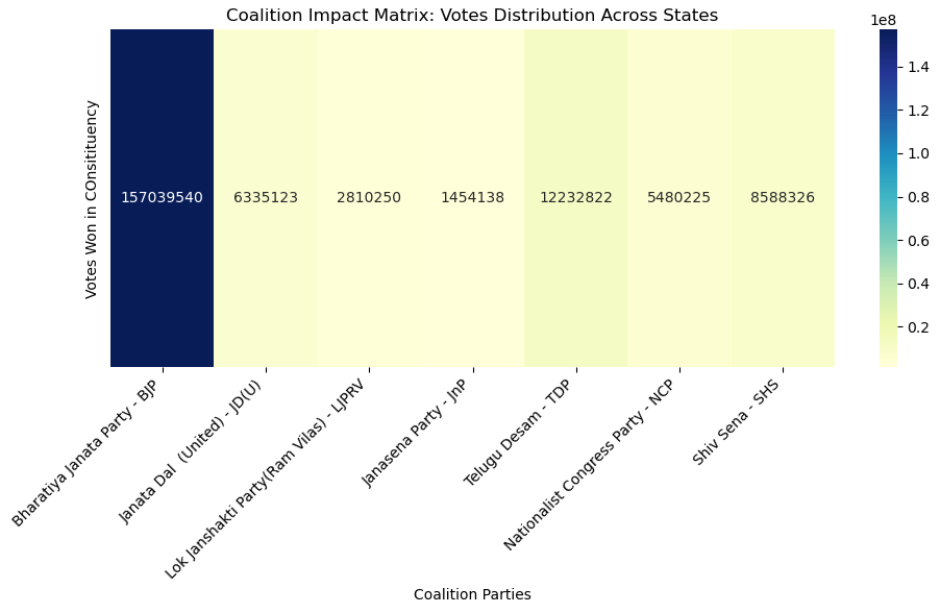 Coalition Impact Matrix: Votes Distribution Across States
1e8
Votes Won in COnsitituency
157039540 6335123 2810250 1454138 12232822 5480225 8588326
1.4
1.2
1.0
0.8
0.6
0.4
0.2
Bharatiya Janata Party - BJP
Janata Dal  (United) - JD(U)
Lok Janshakti Party(Ram Vilas) - LJPRV
Janasena Party - JnP
Telugu Desam - TDP
Nationalist Congress Party - NCP
Shiv Sena - SHS
Coalition Parties